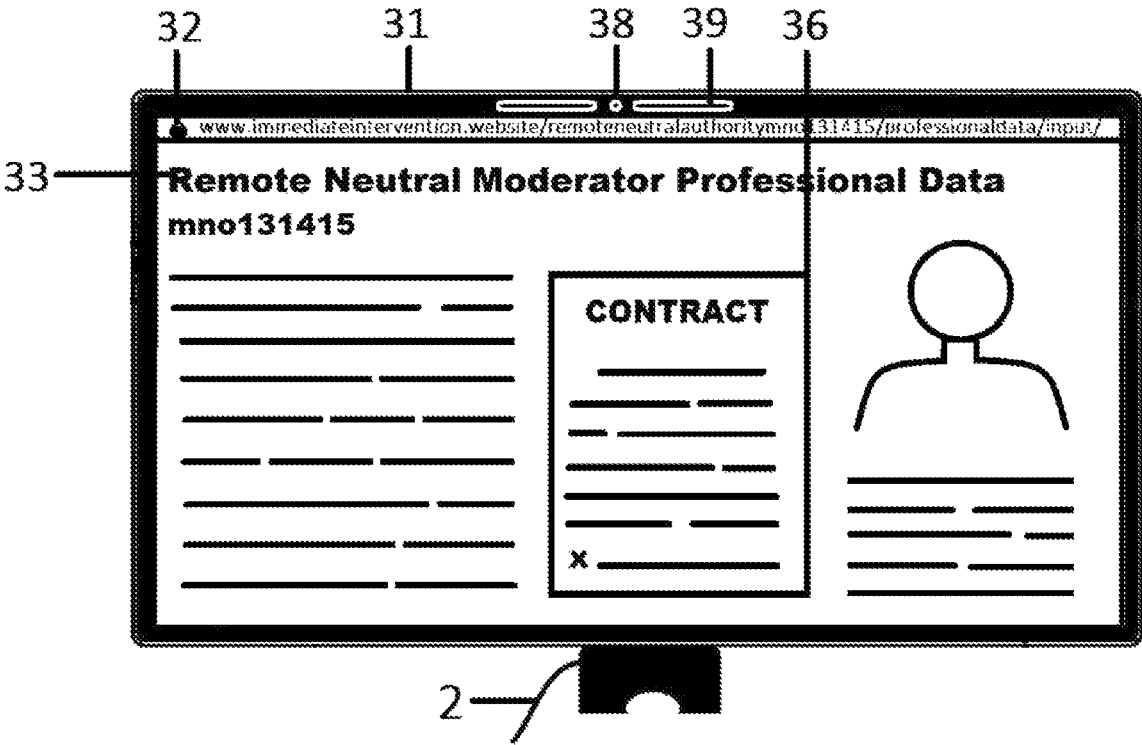 32 31 38 39 36
www.immediateintervention.website/remoteneutralauthoritymno131415/professionaldata/input/
33
Remote Neutral Moderator Professional Data
mno131415
CONTRACT
x
2